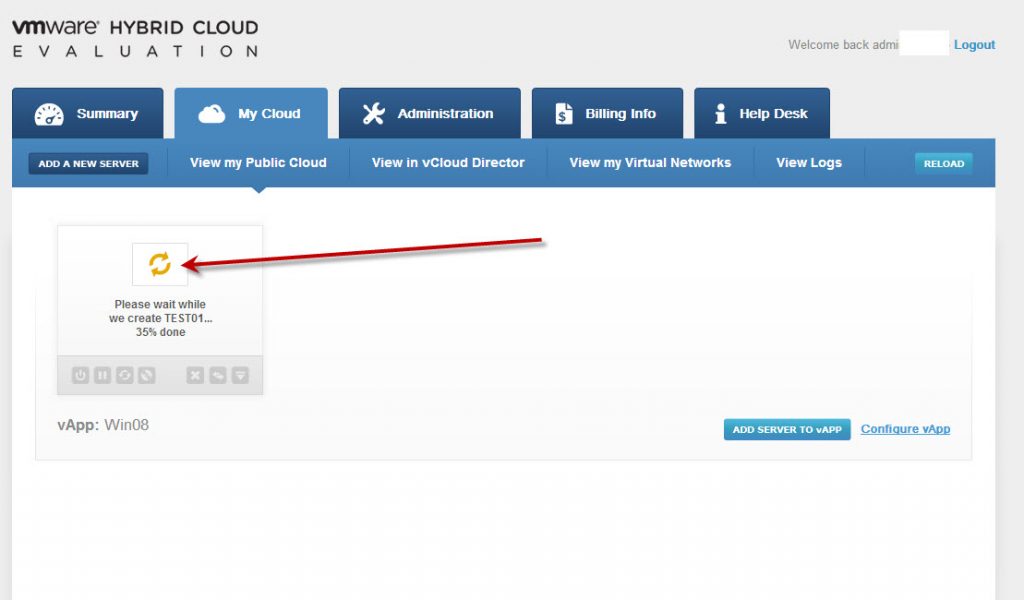 vmware HYBRID CLOUD
EVALUATION
Welcome back admi
Logout
Summary
My Cloud
Administration
Billing Info
Help Desk
ADD A NEW SERVER
View my Public Cloud
View in vCloud Director
View my Virtual Networks
View Logs
RELOAD
Please wait while
we create TEST01...
35% done
vApp: Win08
ADD SERVER TO vAPP
Configure vApp